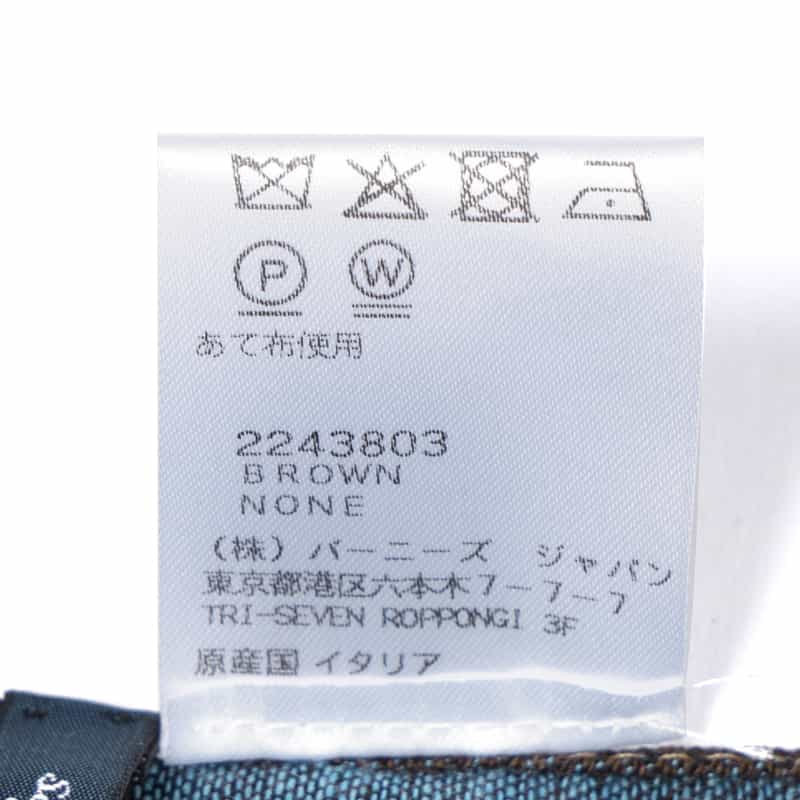 P W
あて布使用
2243803
BROWN
NONE
(株)バーニーズ ジャパン
東京都港区六本木7-7-7
TRI-SEVEN ROPPONGI 3F
原産国 イタリア